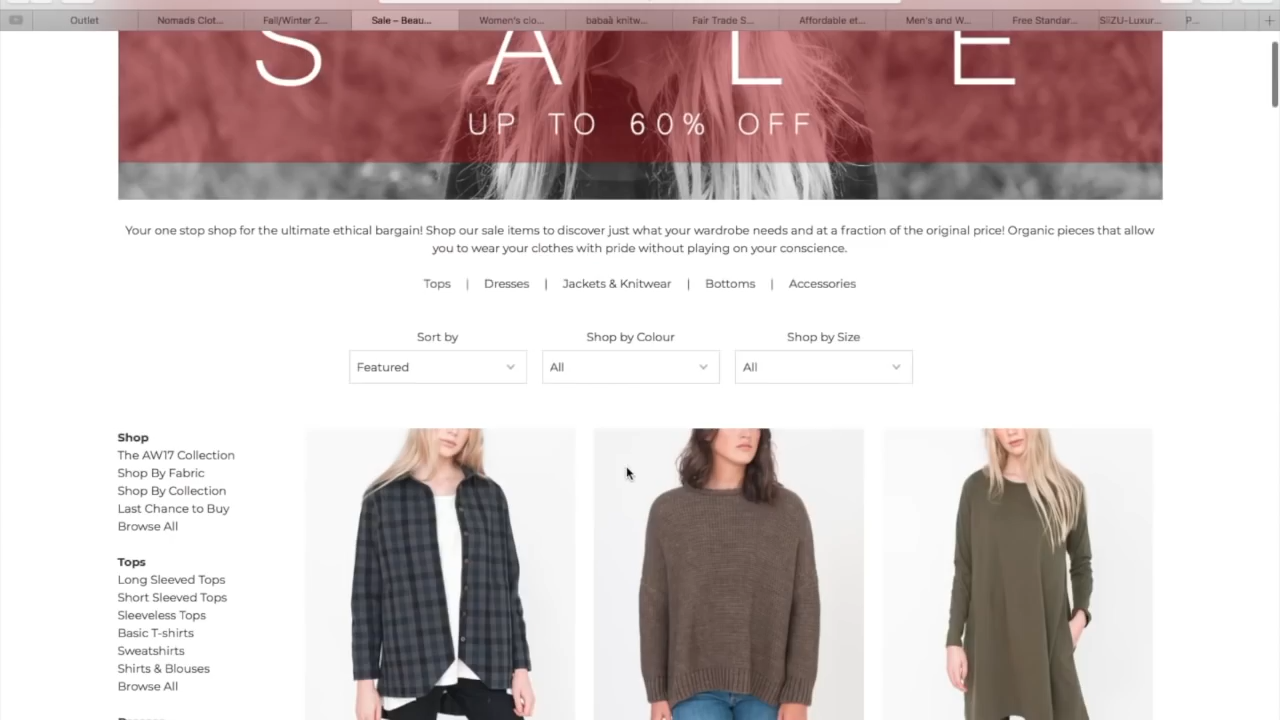 Outlet
Nomads Clot...
Fall/Winter 2...
Sale – Beau...
Women's clo...
babaà knitw...
Fair Trade S...
Affordable et...
Men's and W...
Free Standar...
SiiZU-Luxur...
P...
SALE
UP TO 60% OFF
Your one stop shop for the ultimate ethical bargain! Shop our sale items to discover just what your wardrobe needs and at a fraction of the original price! Organic pieces that allow
you to wear your clothes with pride without playing on your conscience.
Tops | Dresses | Jackets & Knitwear | Bottoms | Accessories
Sort by
Shop by Colour
Shop by Size
Featured
All
All
Shop
The AW17 Collection
Shop By Fabric
Shop By Collection
Last Chance to Buy
Browse All
Tops
Long Sleeved Tops
Short Sleeved Tops
Sleeveless Tops
Basic T-shirts
Sweatshirts
Shirts & Blouses
Browse All